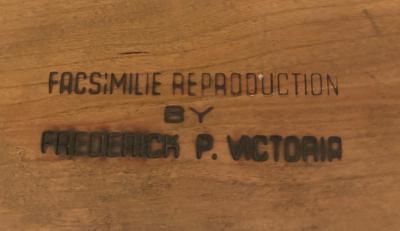 FACSIMILIE REPRODUCTION
BY
FREDERICK P. VICTORIA